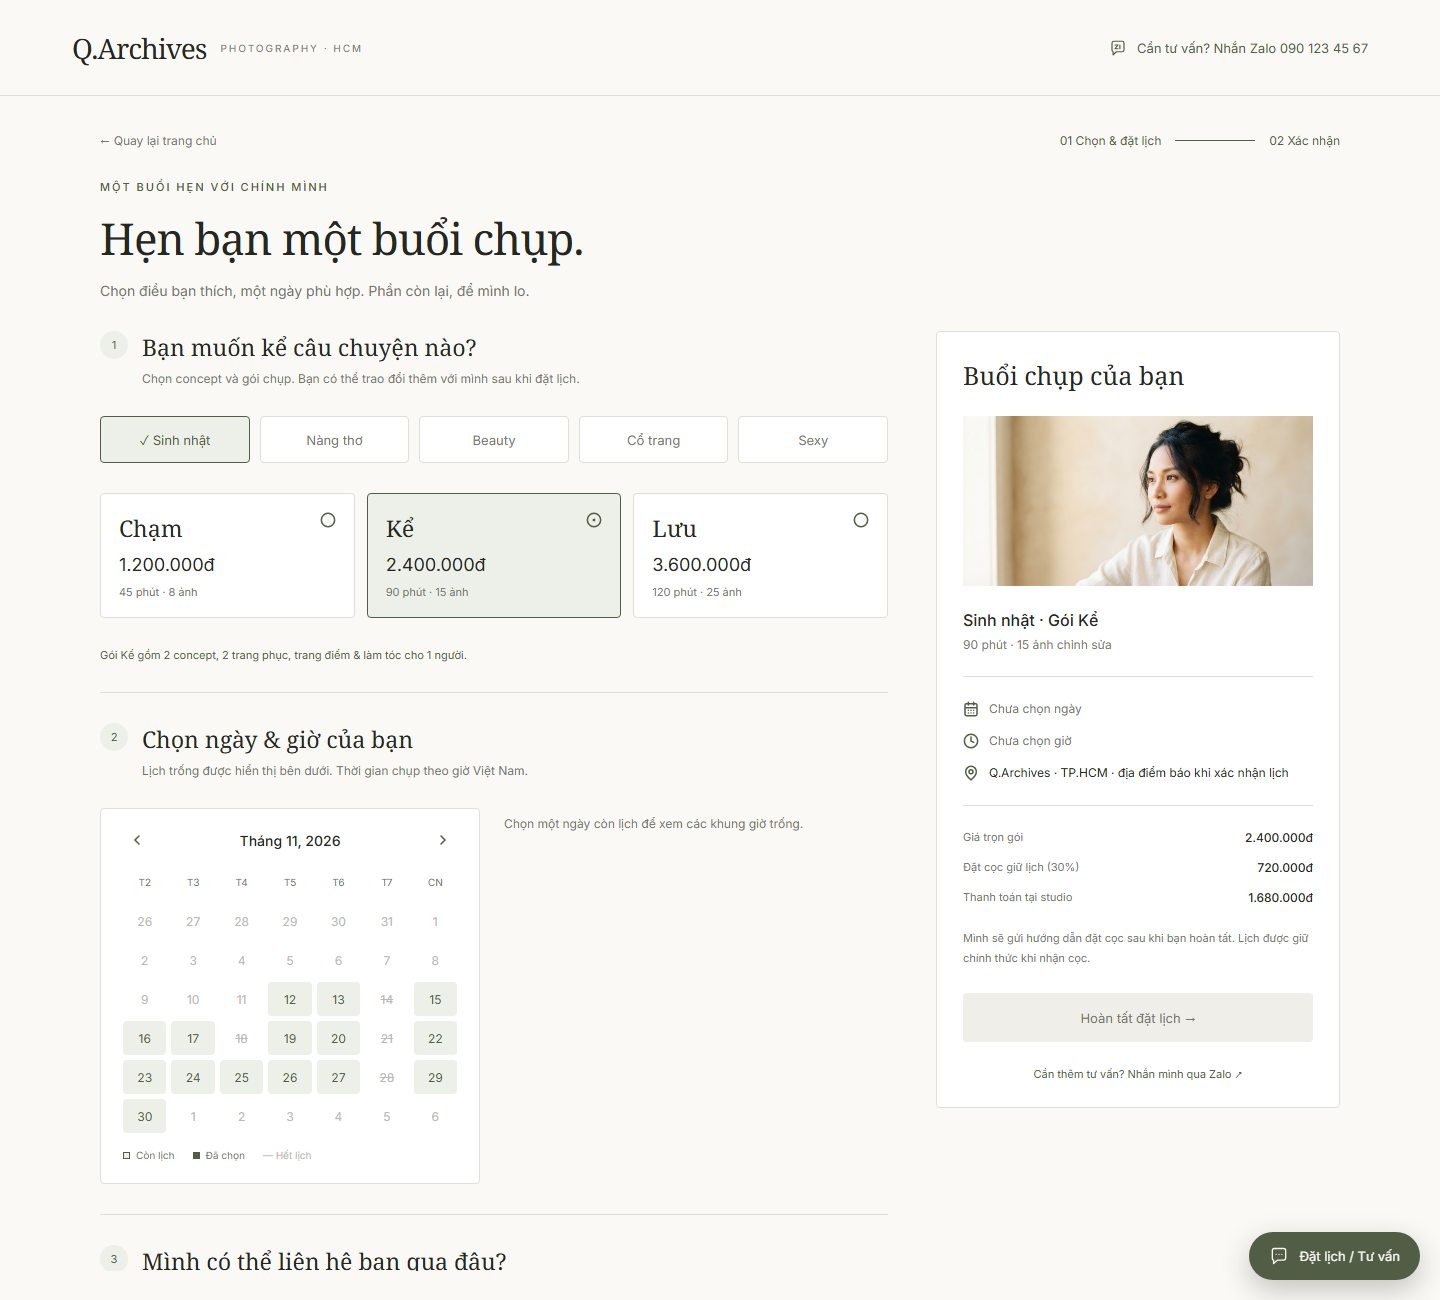 Q.Archives PHOTOGRAPHY · HCM
Cần tư vấn? Nhắn Zalo 090 123 45 67
← Quay lại trang chủ
01 Chọn & đặt lịch
02 Xác nhận
MỘT BUỔI HẸN VỚI CHÍNH MÌNH
Hẹn bạn một buổi chụp.
Chọn điều bạn thích, một ngày phù hợp. Phần còn lại, để mình lo.
1
Bạn muốn kể câu chuyện nào?
Chọn concept và gói chụp. Bạn có thể trao đổi thêm với mình sau khi đặt lịch.
✓ Sinh nhật
Nàng thơ
Beauty
Cổ trang
Sexy
Chạm
1.200.000đ
45 phút · 8 ảnh
Kể
2.400.000đ
90 phút · 15 ảnh
Lưu
3.600.000đ
120 phút · 25 ảnh
Gói Kể gồm 2 concept, 2 trang phục, trang điểm & làm tóc cho 1 người.
2
Chọn ngày & giờ của bạn
Lịch trống được hiển thị bên dưới. Thời gian chụp theo giờ Việt Nam.
Tháng 11, 2026
T2 T3 T4 T5 T6 T7 CN
26 27 28 29 30 31 1
2 3 4 5 6 7 8
9 10 11 12 13 14 15
16 17 18 19 20 21 22
23 24 25 26 27 28 29
30 1 2 3 4 5 6
Còn lịch
Đã chọn
— Hết lịch
Chọn một ngày còn lịch để xem các khung giờ trống.
3
Mình có thể liên hệ bạn qua đâu?
Buổi chụp của bạn
Sinh nhật · Gói Kể
90 phút · 15 ảnh chỉnh sửa
Chưa chọn ngày
Chưa chọn giờ
Q.Archives · TP.HCM · địa điểm báo khi xác nhận lịch
Giá trọn gói 2.400.000đ
Đặt cọc giữ lịch (30%) 720.000đ
Thanh toán tại studio 1.680.000đ
Mình sẽ gửi hướng dẫn đặt cọc sau khi bạn hoàn tất. Lịch được giữ
chính thức khi nhận cọc.
Hoàn tất đặt lịch →
Cần thêm tư vấn? Nhắn mình qua Zalo ↗
Đặt lịch / Tư vấn